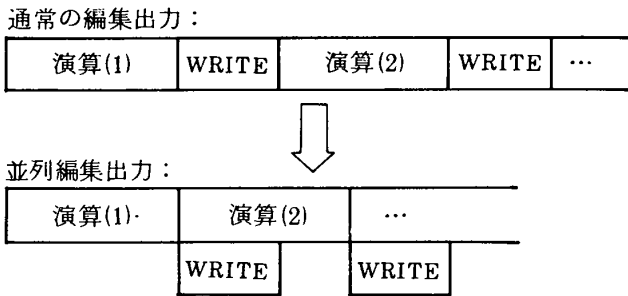 通常の編集出力：
演算(1) WRITE 演算(2) WRITE …
並列編集出力：
演算(1)· 演算(2) …
WRITE WRITE